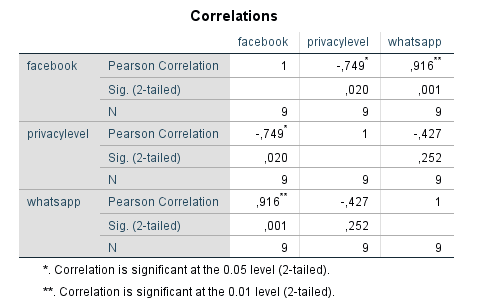 Correlations
facebook privacylevel whatsapp
facebook Pearson Correlation 1 -,749* ,916**
Sig. (2-tailed) ,020 ,001
N 9 9 9
privacylevel Pearson Correlation -,749* 1 -,427
Sig. (2-tailed) ,020 ,252
N 9 9 9
whatsapp Pearson Correlation ,916** -,427 1
Sig. (2-tailed) ,001 ,252
N 9 9 9
*. Correlation is significant at the 0.05 level (2-tailed).
**. Correlation is significant at the 0.01 level (2-tailed).